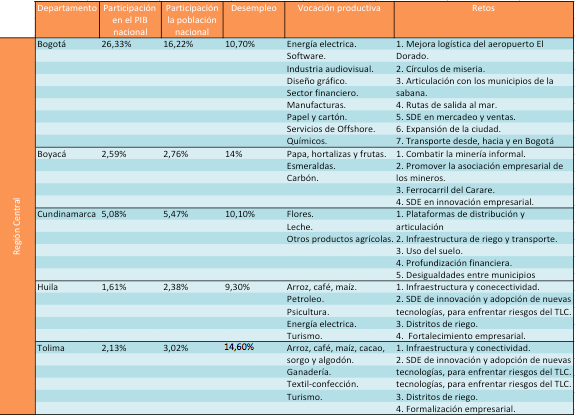 Departamento Participación en el PIB nacional Participación la población nacional Desempleo Vocación productiva Retos
Región Central
Bogotá 26,33% 16,22% 10,70% Energía electrica. 1. Mejora logística del aeropuerto El
Software. Dorado.
Industria audiovisual. 2. Círculos de miseria.
Diseño gráfico. 3. Articulación con los municipios de la
Sector financiero. sabana.
Manufacturas. 4. Rutas de salida al mar.
Papel y cartón. 5. SDE en mercadeo y ventas.
Servicios de Offshore. 6. Expansión de la ciudad.
Químicos. 7. Transporte desde, hacia y en Bogotá
Boyacá 2,59% 2,76% 14% Papa, hortalizas y frutas. 1. Combatir la minería informal.
Esmeraldas. 2. Promover la asociación empresarial de
Carbón. los mineros.
3. Ferrocarril del Carare.
4. SDE en innovación empresarial.
Cundinamarca 5,08% 5,47% 10,10% Flores. 1. Plataformas de distribución y
Leche. articulación
Otros productos agrícolas. 2. Infraestructura de riego y transporte.
3. Uso del suelo.
4. Profundización financiera.
5. Desigualdades entre municipios
Huila 1,61% 2,38% 9,30% Arroz, café, maíz. 1. Infraestructura y conecectividad.
Petroleo. 2. SDE de innovación y adopción de nuevas
Psicultura. tecnologías, para enfrentar riesgos del TLC.
Energía electrica. 3. Distritos de riego.
Turismo. 4. Fortalecimiento empresarial.
Tolima 2,13% 3,02% 14,60% Arroz, café, maíz, cacao, 1. Infraestructura y conectividad.
sorgo y algodón. 2. SDE de innovación y adopción de nuevas
Ganadería. tecnologías, para enfrentar riesgos del TLC.
Textil-confección. tecnologías, para enfrentar riesgos del TLC.
Turismo. 3. Distritos de riego.
4. Formalización empresarial.